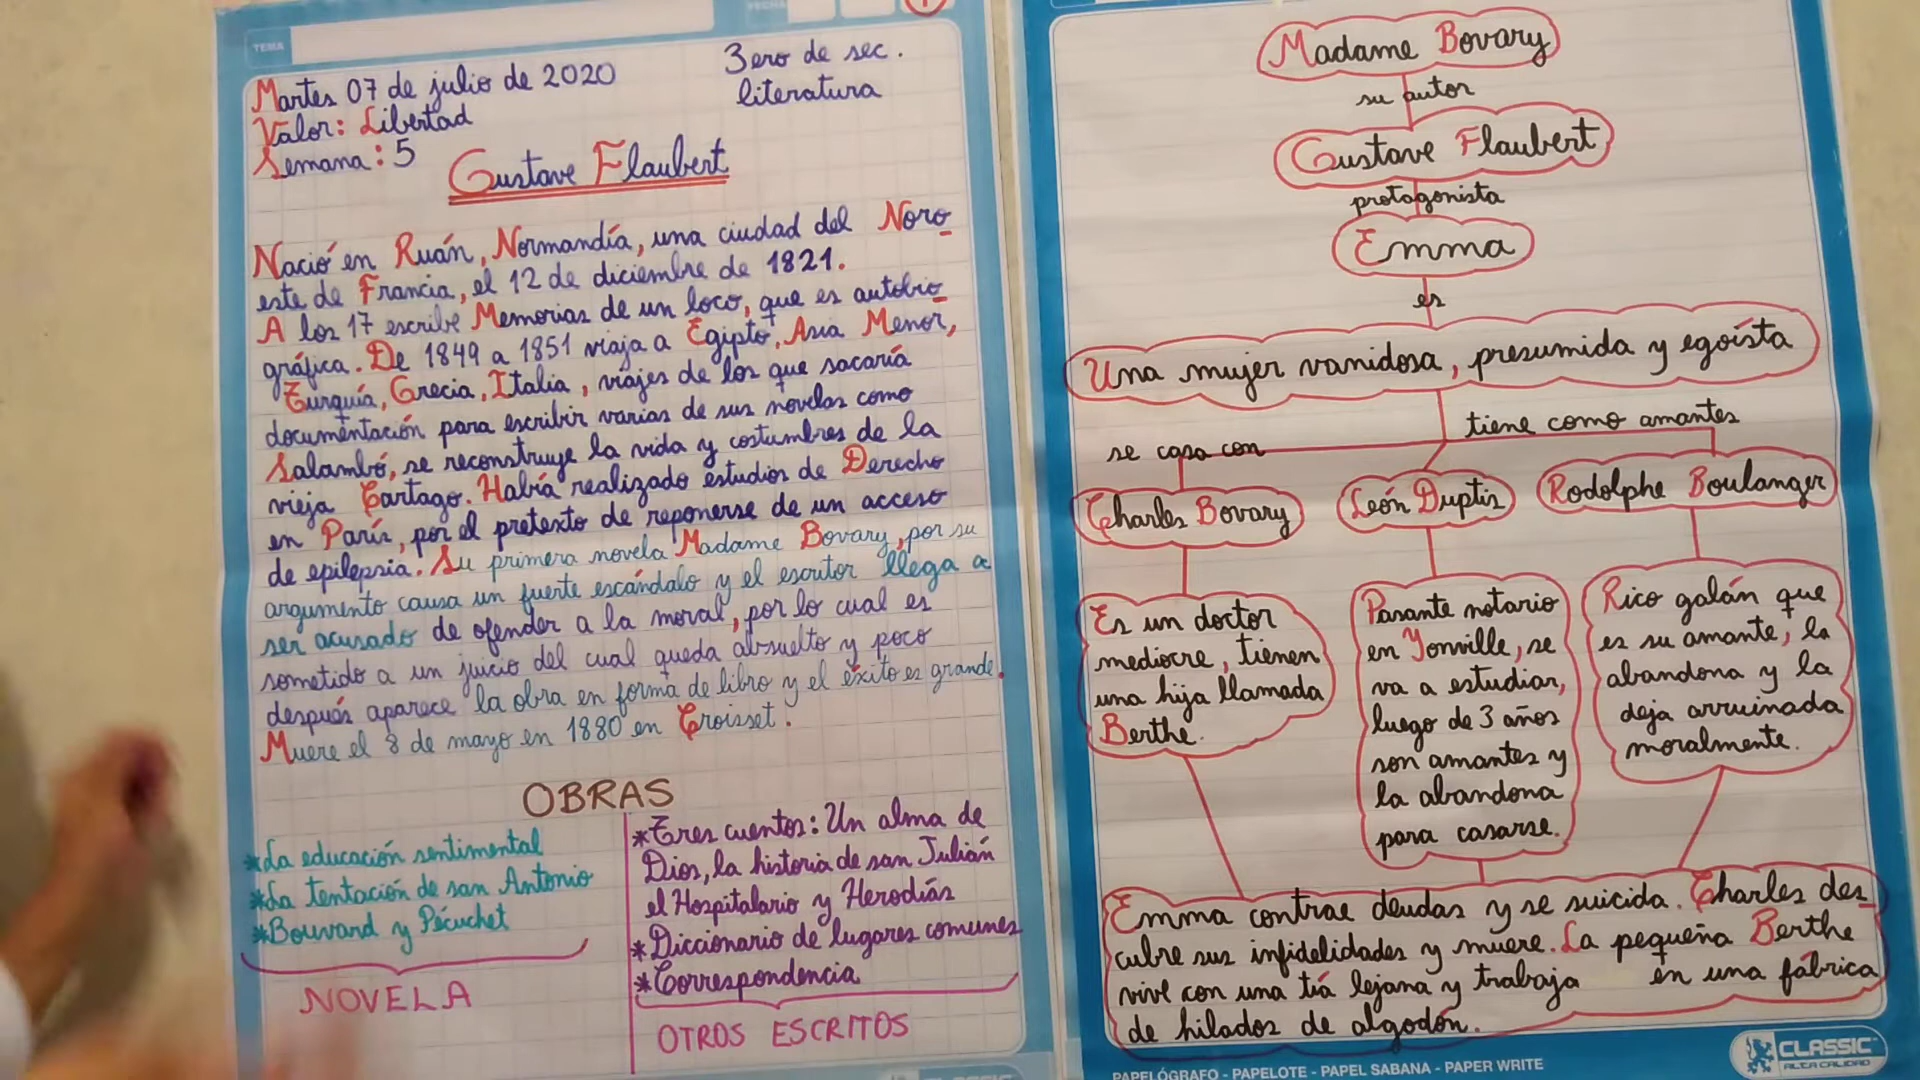 TEMA
FECHA
Martes 07 de julio de 2020
3ero de sec.
Valor: Libertad
literatura
Semana: 5
Gustave Flaubert
Nació en Ruán, Normandía, una ciudad del Noro
este de Francia, el 12 de diciembre de 1821.
A los 17 escribe Memorias de un loco, que es autobio
gráfica. De 1849 a 1851 viaja a Egipto, Asia Menor,
Turquía, Grecia, Italia, viajes de los que sacaría
documentación para escribir varias de sus novelas como
Salambó, se reconstruye la vida y costumbres de la
vieja Cartago. Había realizado estudios de Derecho
en París, por el pretexto de reponerse de un acceso
de epilepsia. Su primera novela Madame Bovary, por su
argumento causa un fuerte escándalo y el escritor llega a
ser acusado de ofender a la moral, por lo cual es
sometido a un juicio del cual queda absuelto y poco
después aparece la obra en forma de libro y el éxito es grande.
Muere el 8 de mayo en 1880 en Croisset.
OBRAS
*La educación sentimental
*La tentación de san Antonio
*Bouvard y Pécuchet
NOVELA
*Tres cuentos: Un alma de
Dios, la historia de san Julián
el Hospitalario y Herodías
*Diccionario de lugares comunes
*Correspondencia
OTROS ESCRITOS
CLASSIC
Madame Bovary
su autor
Gustave Flaubert
protagonista
Emma
es
Una mujer vanidosa, presumida y egoísta
se casa con
tiene como amantes
Charles Bovary
León Duptis
Rodolphe Boulanger
Es un doctor
mediocre, tienen
una hija llamada
Berthe.
Pasante notario
en Yonville, se
va a estudiar,
luego de 3 años
son amantes y
la abandona
para casarse.
Rico galán que
es su amante, la
abandona y la
deja arruinada
moralmente.
Emma contrae deudas y se suicida. Charles des
cubre sus infidelidades y muere. La pequeña Berthe
vive con una tía lejana y trabaja en una fábrica
de hilados de algodón.
PAPELÓGRAFO - PAPELOTE - PAPEL SABANA - PAPER WRITE
CLASSIC
ALTA CALIDAD